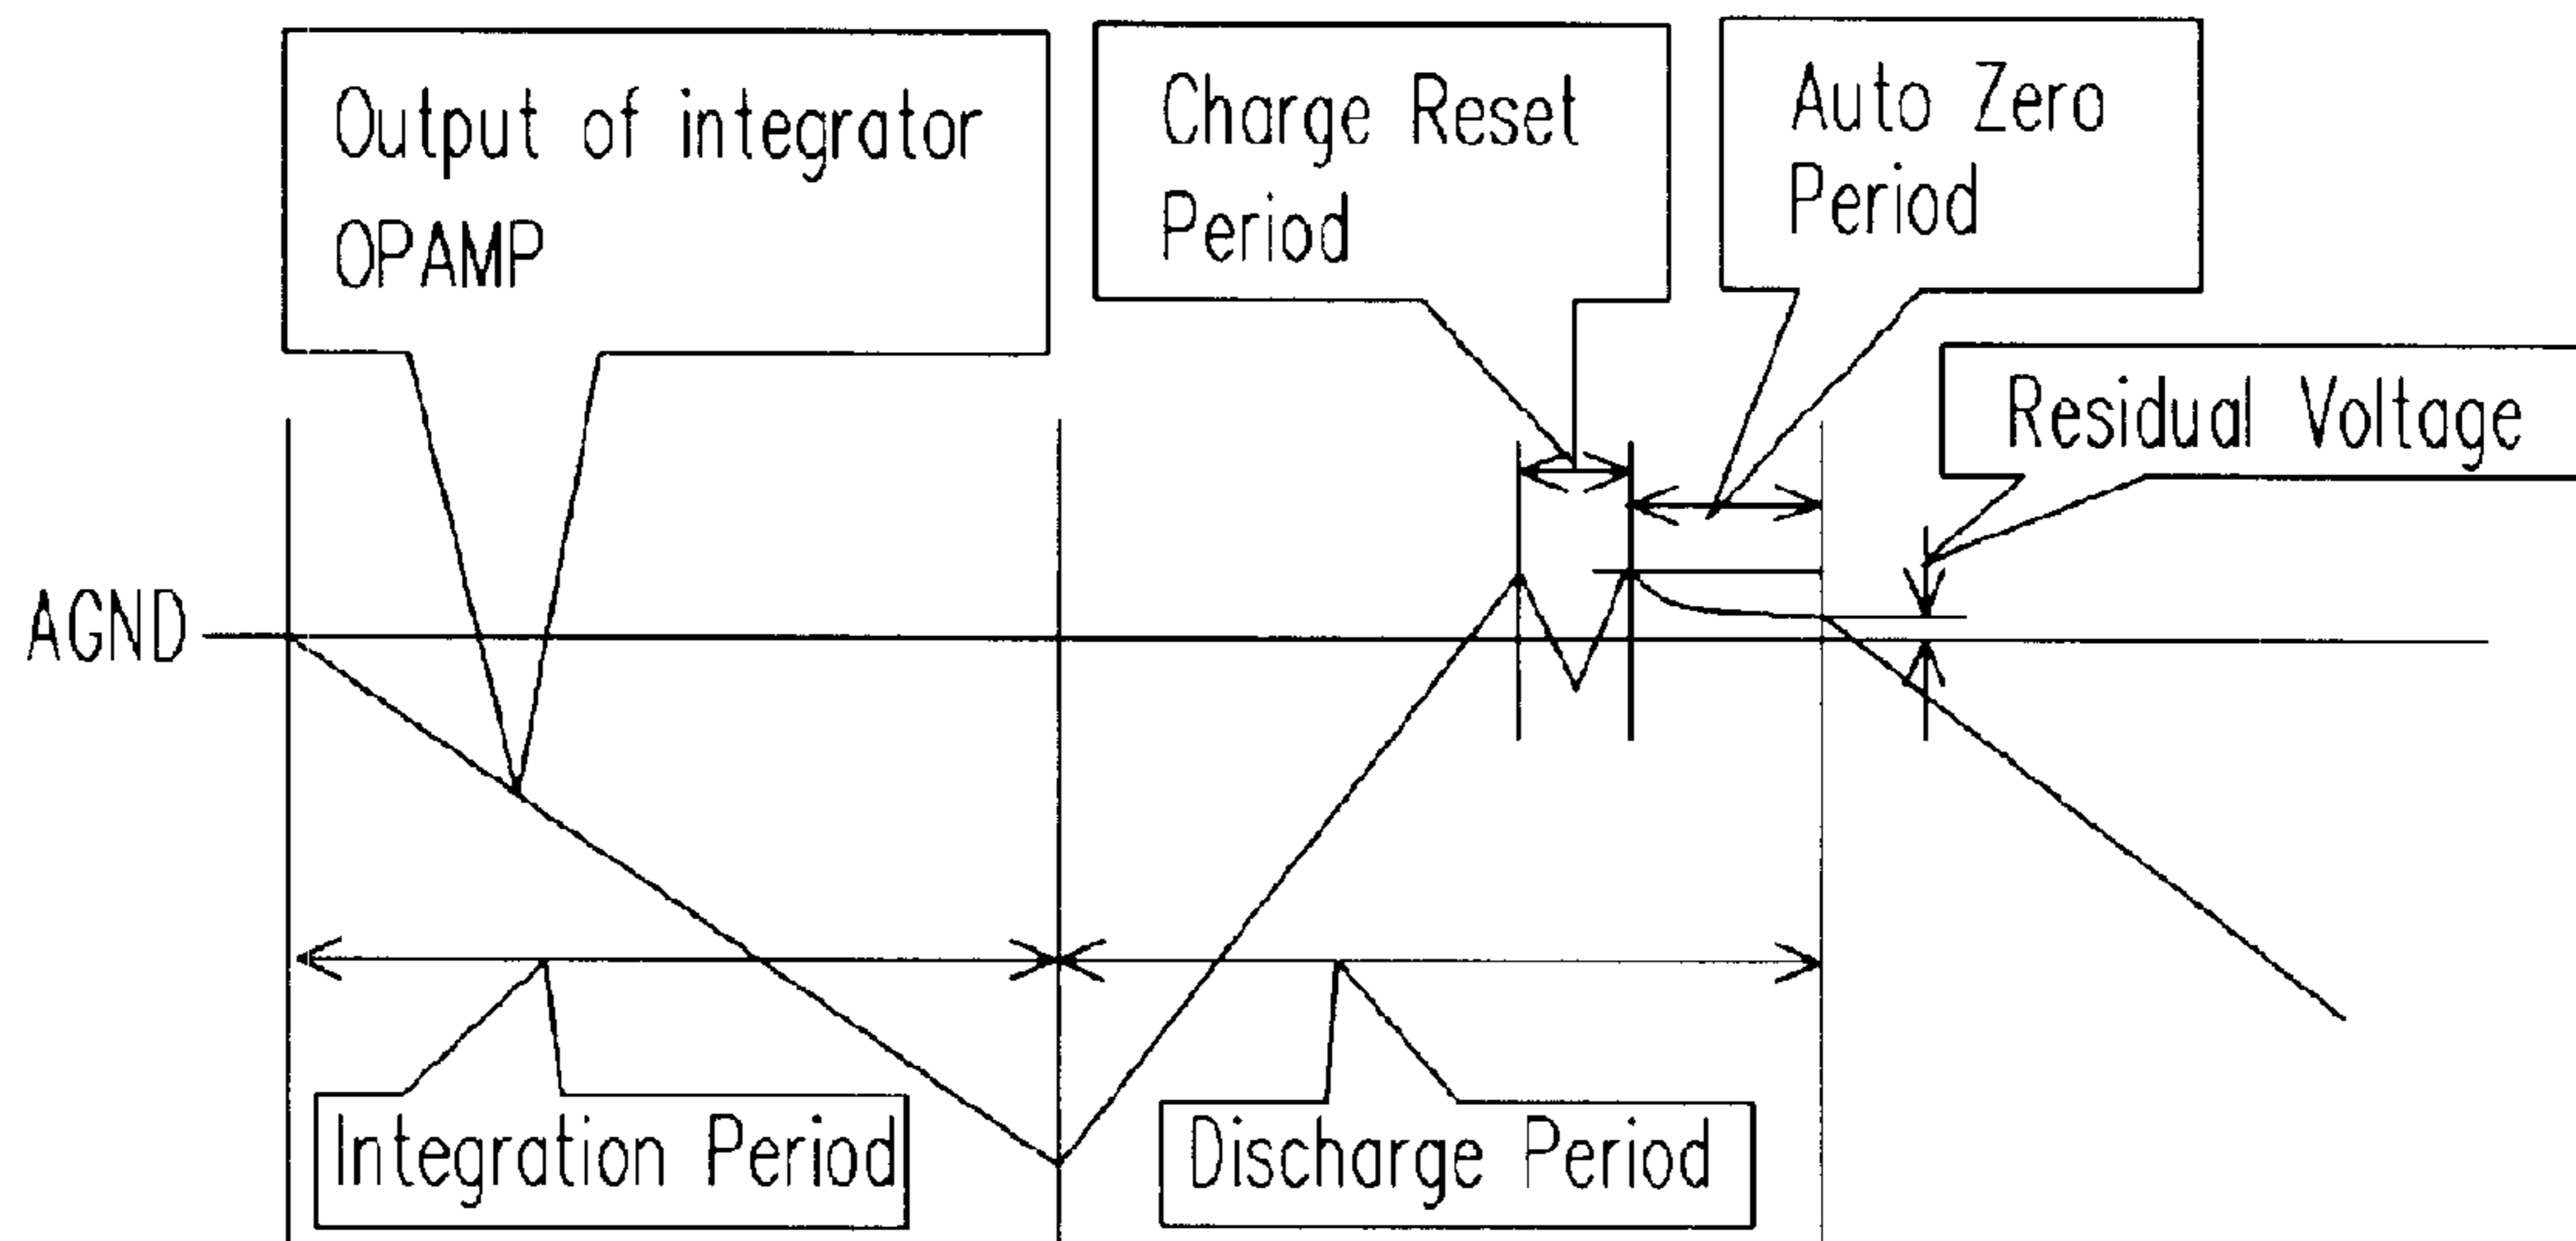 Output of integrator
OPAMP
Charge Reset
Period
Auto Zero
Period
Residual Voltage
AGND
Integration Period
Discharge Period